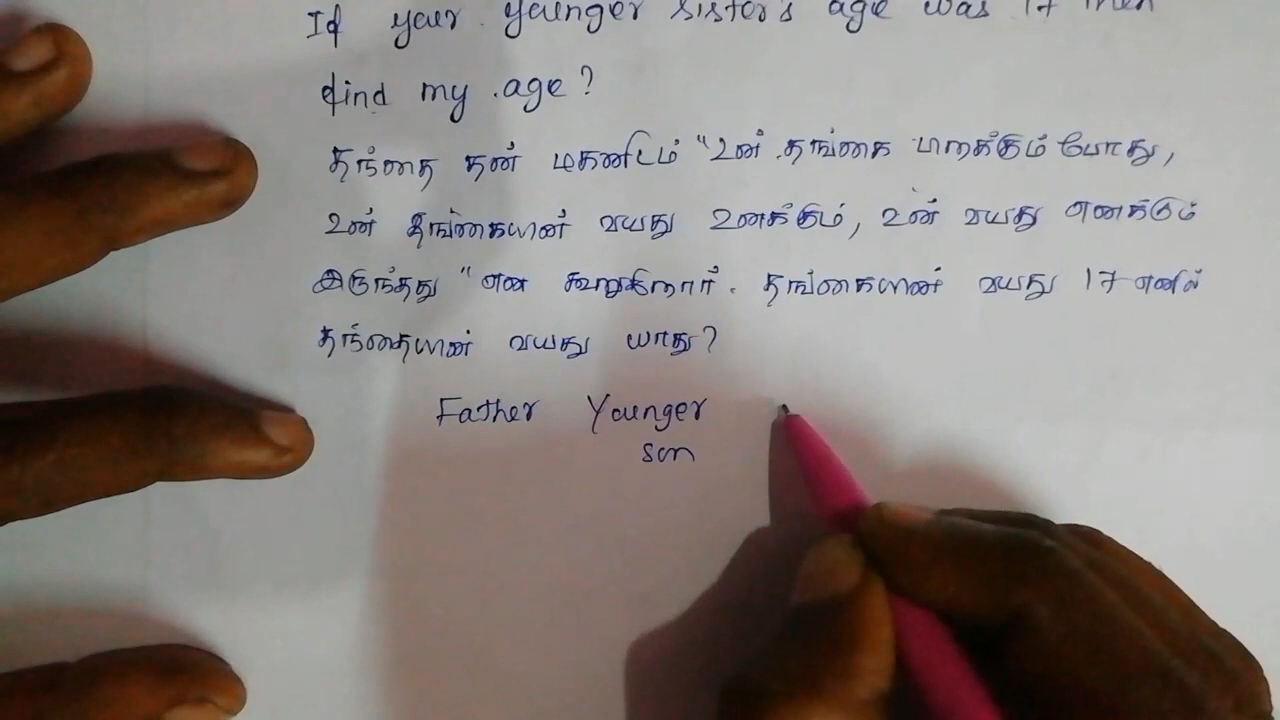 If your younger sister's age was 17 then
find my age?
தந்தை தன் மகனிடம் "உன் தங்கை பிறக்கும் போது,
உன் தங்கையின் வயது உனக்கும், உன் வயது எனக்கும்
இருந்தது" என கூறுகிறார். தங்கையின் வயது 17 எனில்
தந்தையின் வயது யாது?
Father Younger
son